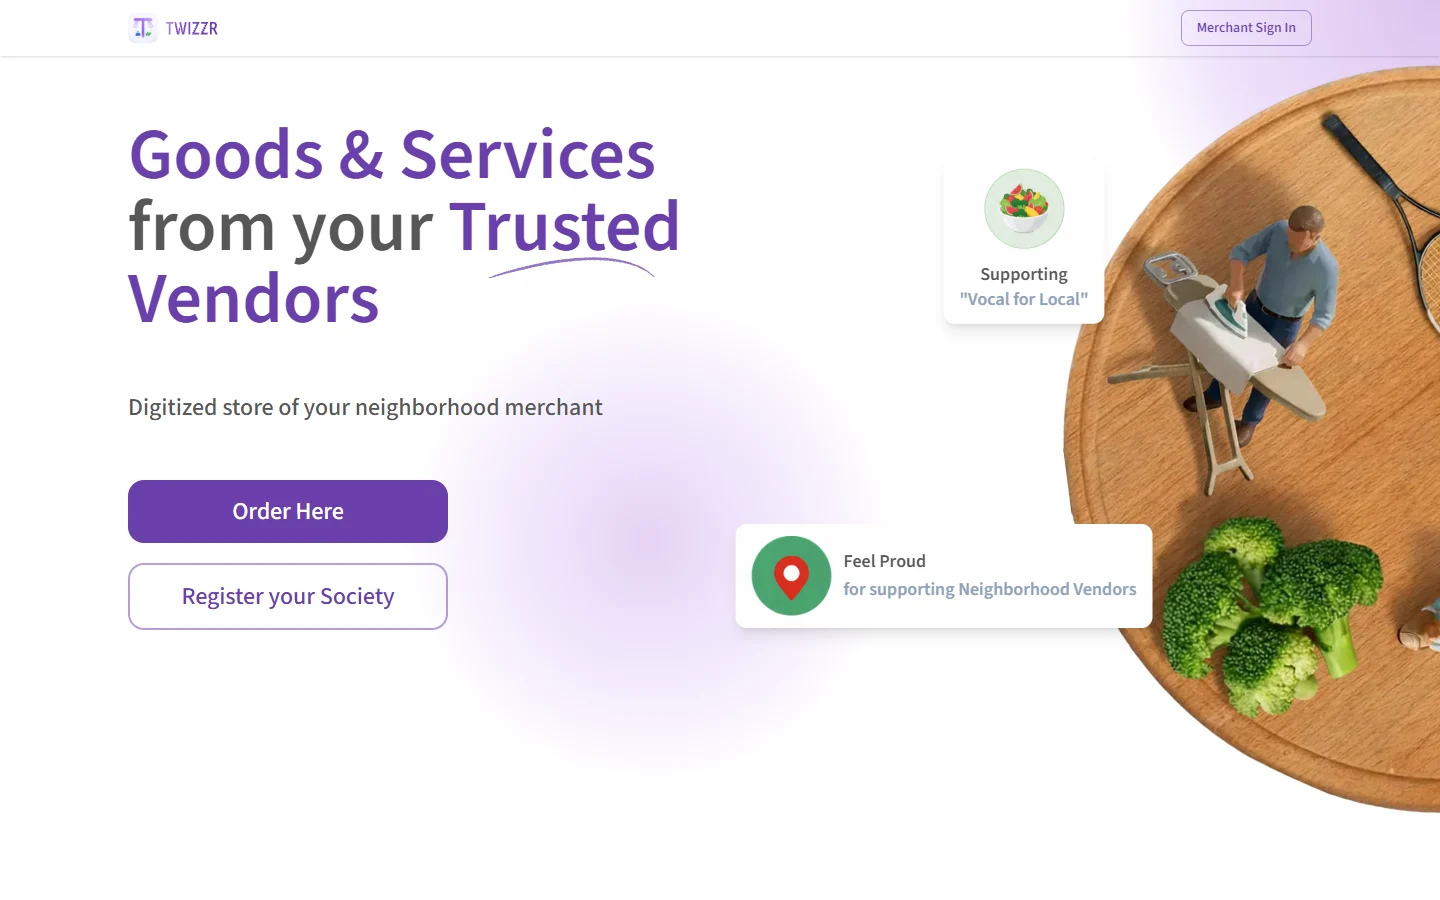 TWIZZR
Merchant Sign In
Goods & Services
from your Trusted
Vendors
Digitized store of your neighborhood merchant
Order Here
Register your Society
Supporting
"Vocal for Local"
Feel Proud
for supporting Neighborhood Vendors